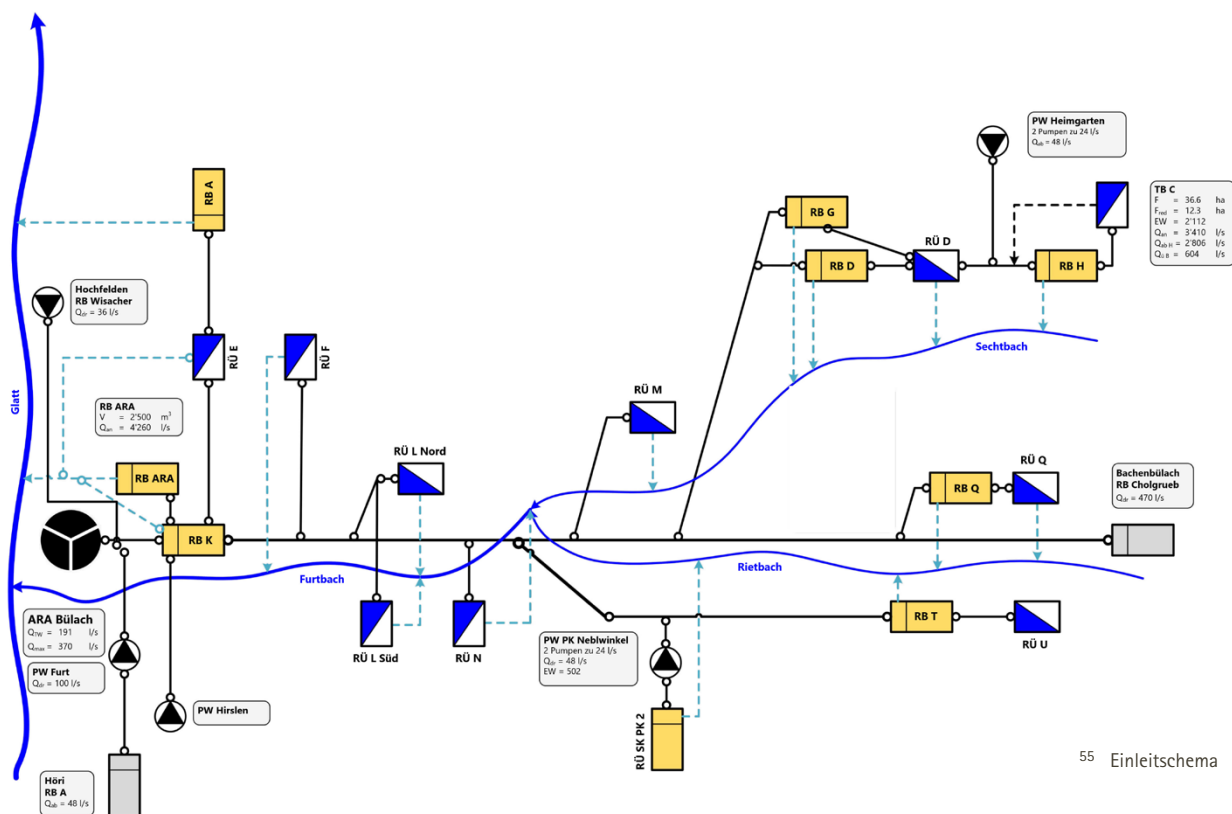 PW Heimgarten
2 Pumpen zu 24 l/s
Qab = 48 l/s
TB C
F = 36.6 ha
Fred = 12.3 ha
EW = 2'112
Qan = 3'410 l/s
Qab H = 2'806 l/s
Qü B = 604 l/s
RB A
RB G
RÜ D
RB D
RB H
Hochfelden
RB Wisacher
Qdr = 36 l/s
RÜ E
RÜ F
Sechtbach
Glatt
RB ARA
V = 2'500 m³
Qan = 4'260 l/s
RÜ M
RÜ L Nord
RB ARA
RB Q
RÜ Q
Bachenbülach
RB Cholgrueb
Qdr = 470 l/s
RB K
Furtbach
Rietbach
ARA Bülach
QTW = 191 l/s
Qmax = 370 l/s
RÜ L Süd
RÜ N
PW PK Neblwinkel
2 Pumpen zu 24 l/s
Qdr = 48 l/s
EW = 502
RB T
RÜ U
PW Furt
Qdr = 100 l/s
PW Hirslen
RÜ SK PK 2
Höri
RB A
Qab = 48 l/s
55 Einleitschema